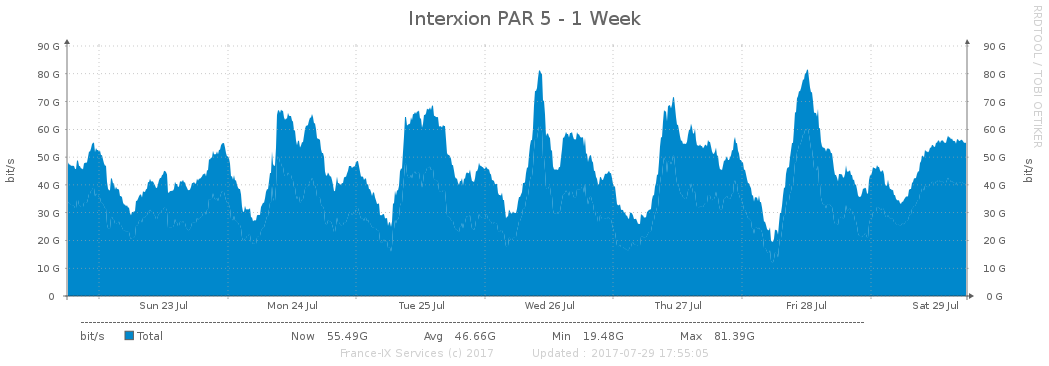 Interxion PAR 5 - 1 Week
RRDTOOL / TOBI OETIKER
bit/s
bit/s
90 G 90 G
80 G 80 G
70 G 70 G
60 G 60 G
50 G 50 G
40 G 40 G
30 G 30 G
20 G 20 G
10 G 10 G
0 0 G
Sun 23 Jul Mon 24 Jul Tue 25 Jul Wed 26 Jul Thu 27 Jul Fri 28 Jul Sat 29 Jul
bit/s Total Now 55.49G Avg 46.66G Min 19.48G Max 81.39G
France-IX Services (c) 2017 Updated : 2017-07-29 17:55:05